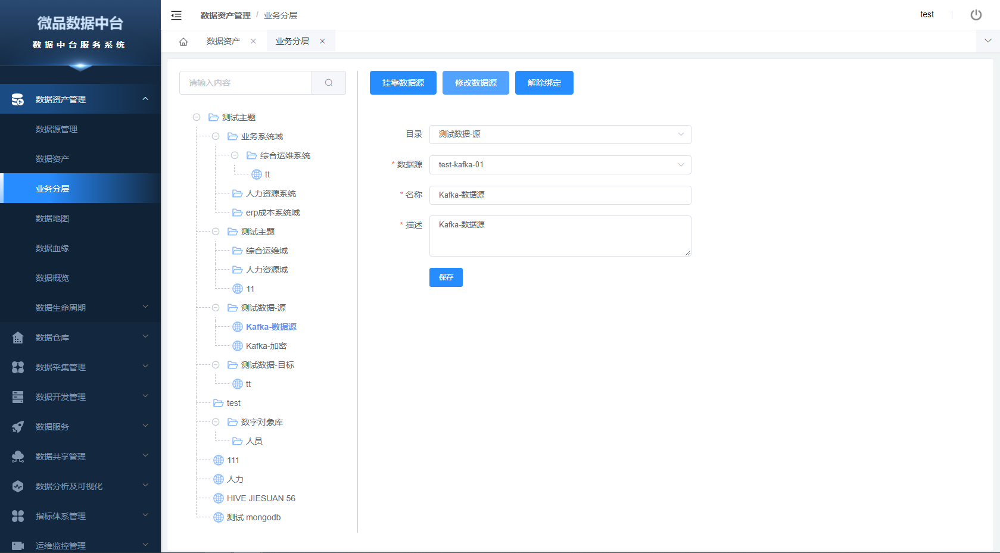 微品数据中台
数据中台服务系统
数据资产管理
数据源管理
数据资产
业务分层
数据地图
数据血缘
数据概览
数据生命周期
数据仓库
数据采集管理
数据开发管理
数据服务
数据共享管理
数据分析及可视化
指标体系管理
运维监控管理
数据资产管理 / 业务分层
test
数据资产
业务分层
请输入内容
测试主题
业务系统域
综合运维系统
tt
人力资源系统
erp成本系统域
测试主题
综合运维域
人力资源域
11
测试数据-源
Kafka-数据源
Kafka-加密
测试数据-目标
tt
test
数字对象库
人员
111
人力
HIVE JIESUAN 56
测试 mongodb
挂靠数据源 修改数据源 解除绑定
目录 测试数据-源
* 数据源 test-kafka-01
* 名称 Kafka-数据源
* 描述 Kafka-数据源
保存